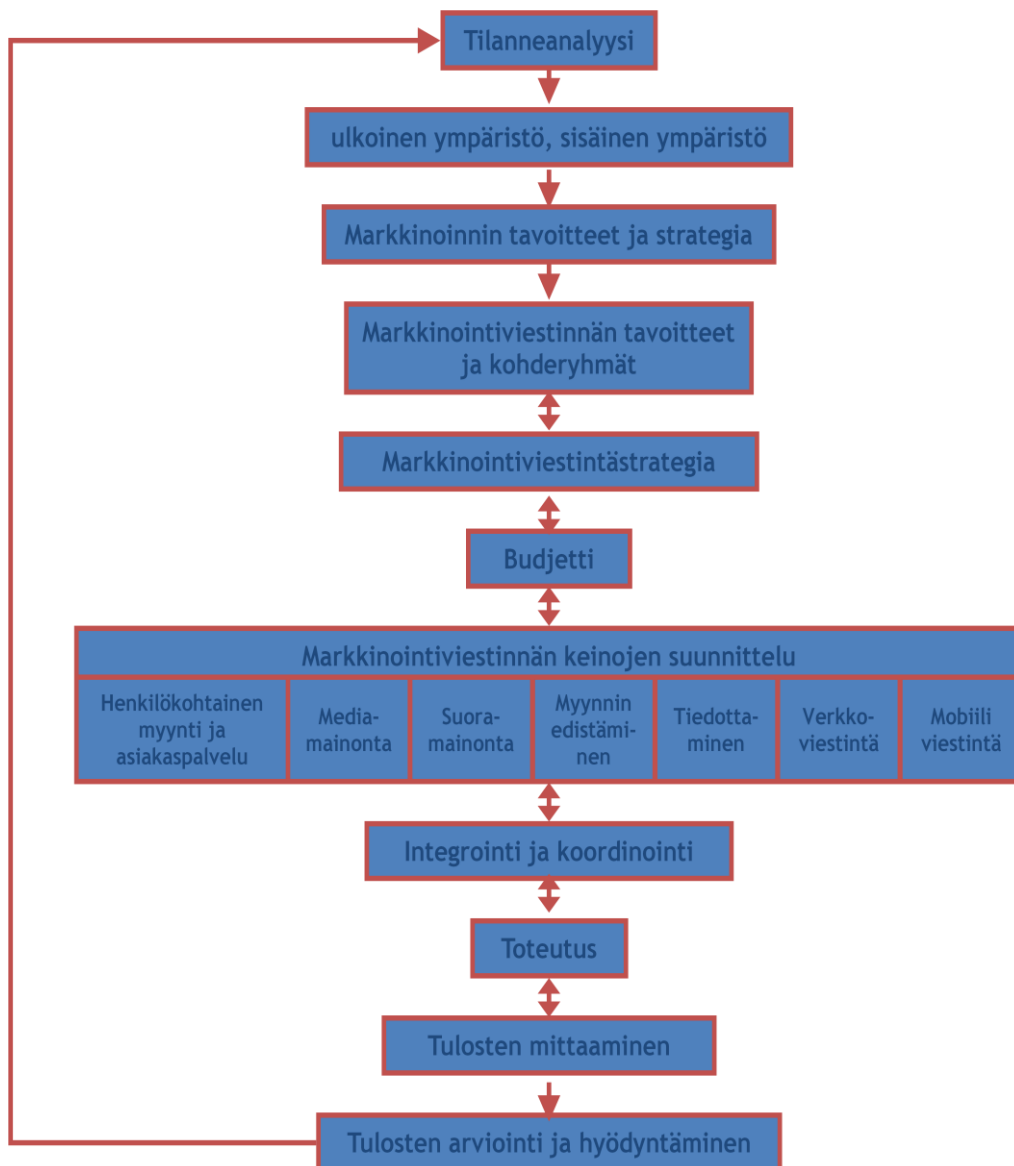 Tilanneanalyysi
ulkoinen ympäristö, sisäinen ympäristö
Markkinoinnin tavoitteet ja strategia
Markkinointiviestinnän tavoitteet
ja kohderyhmät
Markkinointiviestintästrategia
Budjetti
Markkinointiviestinnän keinojen suunnittelu
Henkilökohtainen
myynti ja
asiakaspalvelu
Media-
mainonta
Suora-
mainonta
Myynnin
edistämi-
nen
Tiedotta-
minen
Verkko-
viestintä
Mobiili
viestintä
Integrointi ja koordinointi
Toteutus
Tulosten mittaaminen
Tulosten arviointi ja hyödyntäminen